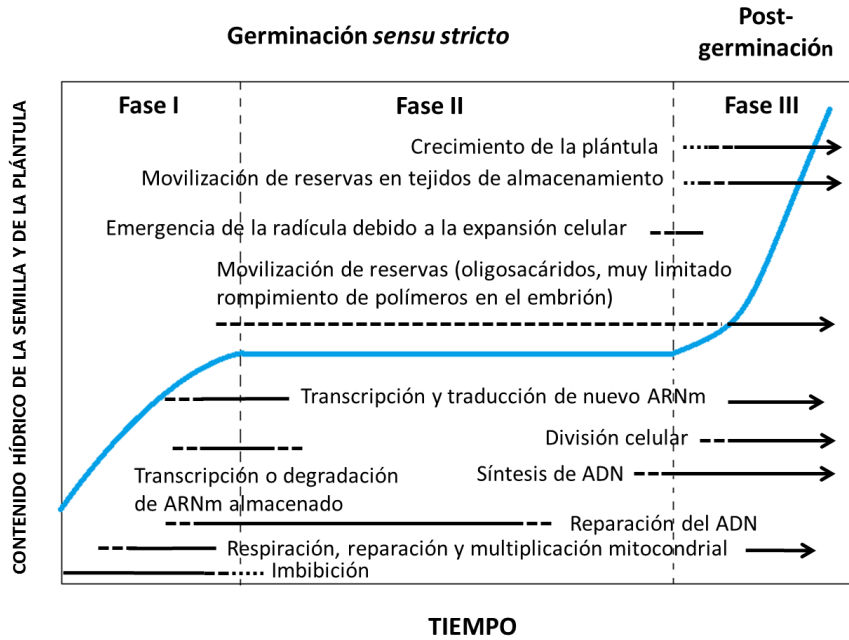 Germinación sensu stricto
Post-
germinación
CONTENIDO HÍDRICO DE LA SEMILLA Y DE LA PLÁNTULA
Fase I
Fase II
Fase III
Crecimiento de la plántula
Movilización de reservas en tejidos de almacenamiento
Emergencia de la radícula debido a la expansión celular
Movilización de reservas (oligosacáridos, muy limitado
rompimiento de polímeros en el embrión)
Transcripción y traducción de nuevo ARNm
División celular
Transcripción o degradación
de ARNm almacenado
Síntesis de ADN
Reparación del ADN
Respiración, reparación y multiplicación mitocondrial
Imbibición
TIEMPO